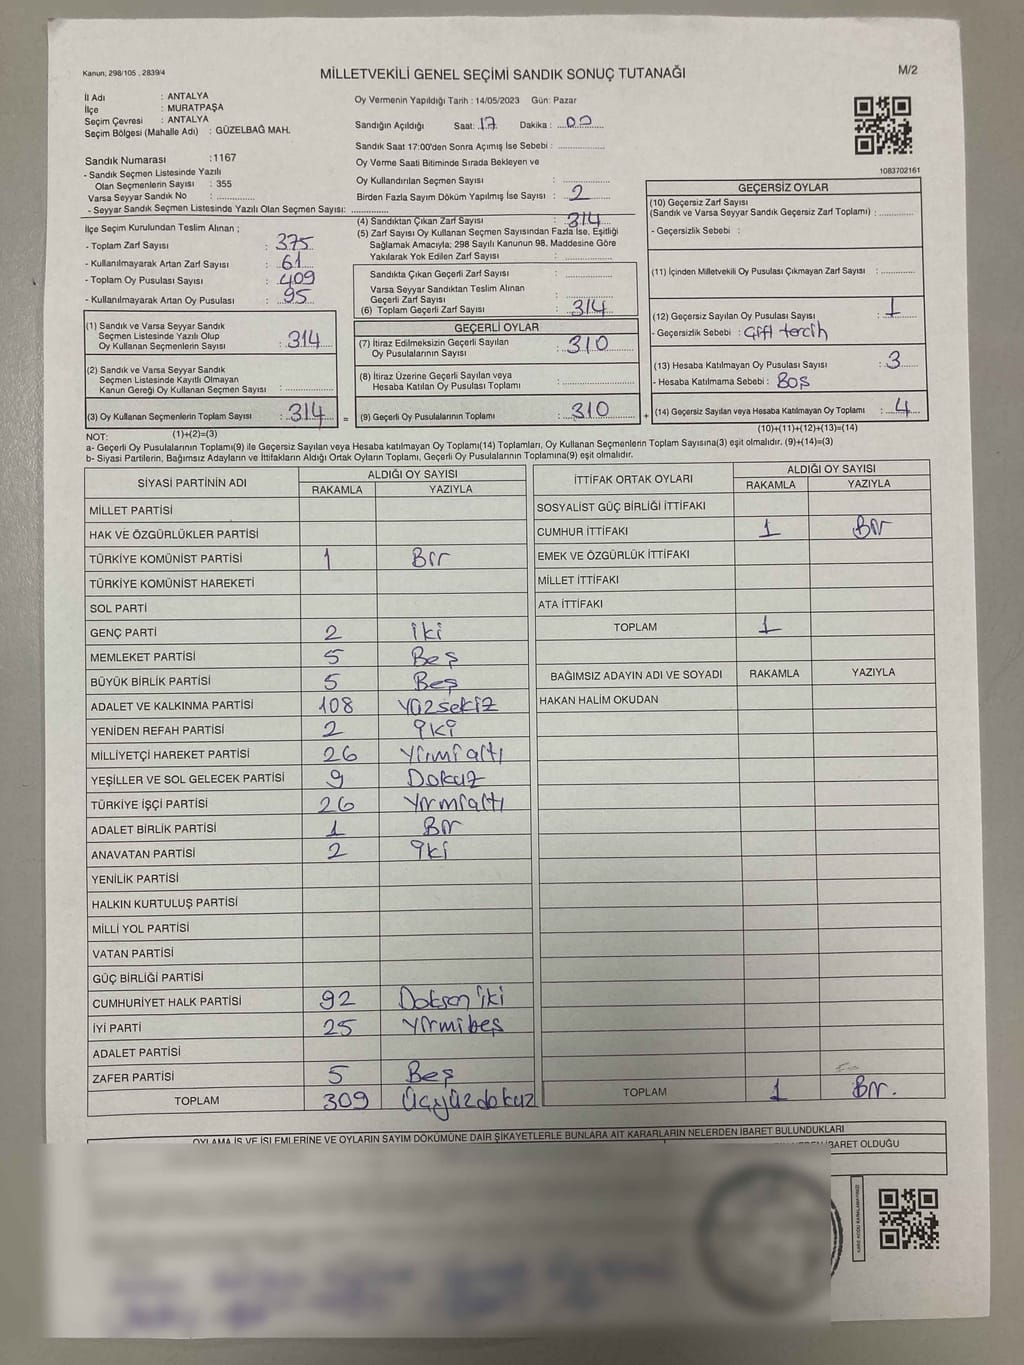 Kanun; 298/105 , 2839/4
MİLLETVEKİLİ GENEL SEÇİMİ SANDIK SONUÇ TUTANAĞI
M/2
İl Adı : ANTALYA
İlçe : MURATPAŞA
Seçim Çevresi : ANTALYA
Seçim Bölgesi (Mahalle Adı) : GÜZELBAĞ MAH.
Oy Vermenin Yapıldığı Tarih : 14/05/2023 Gün: Pazar
Sandığın Açıldığı Saat: 17 Dakika : 00
Sandık Saat 17:00'den Sonra Açımış İse Sebebi :
Oy Verme Saati Bitiminde Sırada Bekleyen ve
Oy Kullandırılan Seçmen Sayısı :
Birden Fazla Sayım Döküm Yapılmış İse Sayısı : 2
1083702161
Sandık Numarası :1167
- Sandık Seçmen Listesinde Yazılı
Olan Seçmenlerin Sayısı : 355
Varsa Seyyar Sandık No :
- Seyyar Sandık Seçmen Listesinde Yazılı Olan Seçmen Sayısı:
İlçe Seçim Kurulundan Teslim Alınan ;
- Toplam Zarf Sayısı : 375
- Kullanılmayarak Artan Zarf Sayısı : 61
- Toplam Oy Pusulası Sayısı : 409
- Kullanılmayarak Artan Oy Pusulası : 95
(4) Sandıktan Çıkan Zarf Sayısı : 314
(5) Zarf Sayısı Oy Kullanan Seçmen Sayısından Fazla İse, Eşitliği
Sağlamak Amacıyla; 298 Sayılı Kanunun 98. Maddesine Göre
Yakılarak Yok Edilen Zarf Sayısı :
Sandıkta Çıkan Geçerli Zarf Sayısı :
Varsa Seyyar Sandıktan Teslim Alınan
Geçerli Zarf Sayısı :
(6) Toplam Geçerli Zarf Sayısı : 314
GEÇERSİZ OYLAR
(10) Geçersiz Zarf Sayısı
(Sandık ve Varsa Seyyar Sandık Geçersiz Zarf Toplamı) :
- Geçersizlik Sebebi :
(11) İçinden Milletvekili Oy Pusulası Çıkmayan Zarf Sayısı :
(12) Geçersiz Sayılan Oy Pusulası Sayısı : 1
- Geçersizlik Sebebi : Çift tercih
(13) Hesaba Katılmayan Oy Pusulası Sayısı : 3
- Hesaba Katılmama Sebebi : Boş
(14) Geçersiz Sayılan veya Hesaba Katılmayan Oy Toplamı : 4
(10)+(11)+(12)+(13)=(14)
(1) Sandık ve Varsa Seyyar Sandık
Seçmen Listesinde Yazılı Olup
Oy Kullanan Seçmenlerin Sayısı : 314
(2) Sandık ve Varsa Seyyar Sandık
Seçmen Listesinde Kayıtlı Olmayan
Kanun Gereği Oy Kullanan Seçmen Sayısı :
(3) Oy Kullanan Seçmenlerin Toplam Sayısı : 314 =
GEÇERLİ OYLAR
(7) İtiraz Edilmeksizin Geçerli Sayılan
Oy Pusulalarının Sayısı : 310
(8) İtiraz Üzerine Geçerli Sayılan veya
Hesaba Katılan Oy Pusulası Toplamı :
(9) Geçerli Oy Pusulalarının Toplamı : 310 +
NOT: (1)+(2)=(3)
a- Geçerli Oy Pusulalarının Toplamı(9) ile Geçersiz Sayılan veya Hesaba katılmayan Oy Toplamı(14) Toplamları, Oy Kullanan Seçmenlerin Toplam Sayısına(3) eşit olmalıdır. (9)+(14)=(3)
b- Siyasi Partilerin, Bağımsız Adayların ve İttifakların Aldığı Ortak Oyların Toplamı, Geçerli Oy Pusulalarının Toplamına(9) eşit olmalıdır.
SİYASİ PARTİNİN ADI ALDIĞI OY SAYISI
RAKAMLA YAZIYLA
MİLLET PARTİSİ
HAK VE ÖZGÜRLÜKLER PARTİSİ
TÜRKİYE KOMÜNİST PARTİSİ 1 Bir
TÜRKİYE KOMÜNİST HAREKETİ
SOL PARTİ
GENÇ PARTİ 2 iki
MEMLEKET PARTİSİ 5 Beş
BÜYÜK BİRLİK PARTİSİ 5 Beş
ADALET VE KALKINMA PARTİSİ 108 Yüzsekiz
YENİDEN REFAH PARTİSİ 2 iki
MİLLİYETÇİ HAREKET PARTİSİ 26 Yirmi altı
YEŞİLLER VE SOL GELECEK PARTİSİ 9 Dokuz
TÜRKİYE İŞÇİ PARTİSİ 26 Yirmialtı
ADALET BİRLİK PARTİSİ 1 Bir
ANAVATAN PARTİSİ 2 iki
YENİLİK PARTİSİ
HALKIN KURTULUŞ PARTİSİ
MİLLİ YOL PARTİSİ
VATAN PARTİSİ
GÜÇ BİRLİĞİ PARTİSİ
CUMHURİYET HALK PARTİSİ 92 Doksan iki
İYİ PARTİ 25 Yirmi beş
ADALET PARTİSİ
ZAFER PARTİSİ 5 Beş
TOPLAM 309 Üçyüzdokuz
İTTİFAK ORTAK OYLARI ALDIĞI OY SAYISI
RAKAMLA YAZIYLA
SOSYALİST GÜÇ BİRLİĞİ İTTİFAKI
CUMHUR İTTİFAKI 1 Bir
EMEK VE ÖZGÜRLÜK İTTİFAKI
MİLLET İTTİFAKI
ATA İTTİFAKI
TOPLAM 1
BAĞIMSIZ ADAYIN ADI VE SOYADI RAKAMLA YAZIYLA
HAKAN HALİM OKUDAN
TOPLAM 1 Bir.
OYLAMA İŞ VE İŞLEMLERİNE VE OYLARIN SAYIM DÖKÜMÜNE DAİR ŞİKAYETLERLE BUNLARA AİT KARARLARIN NELERDEN İBARET BULUNDUKLARI
İBARET OLDUĞU